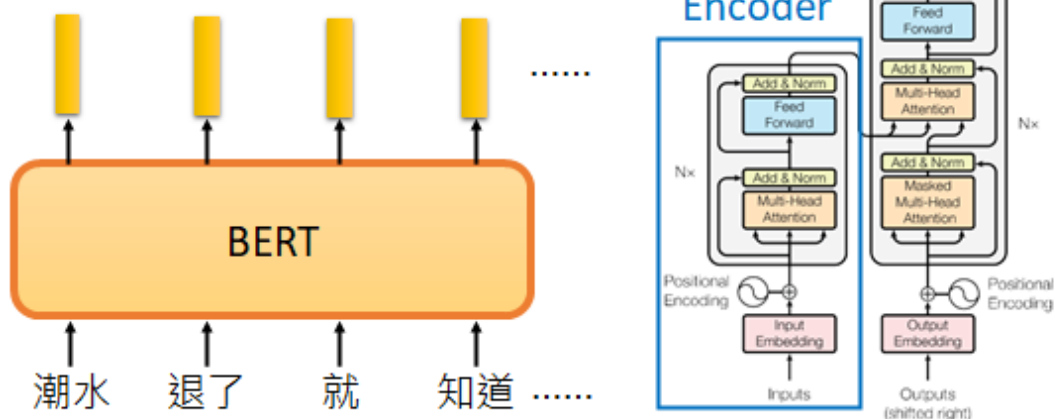 ......
BERT
潮水 退了 就 知道 ......
Encoder
Add & Norm
Feed
Forward
Add & Norm
Multi-Head
Attention
N×
Positional
Encoding
Input
Embedding
Inputs
Feed
Forward
Add & Norm
Multi-Head
Attention
N×
Add & Norm
Masked
Multi-Head
Attention
Positional
Encoding
Output
Embedding
Outputs
(shifted right)